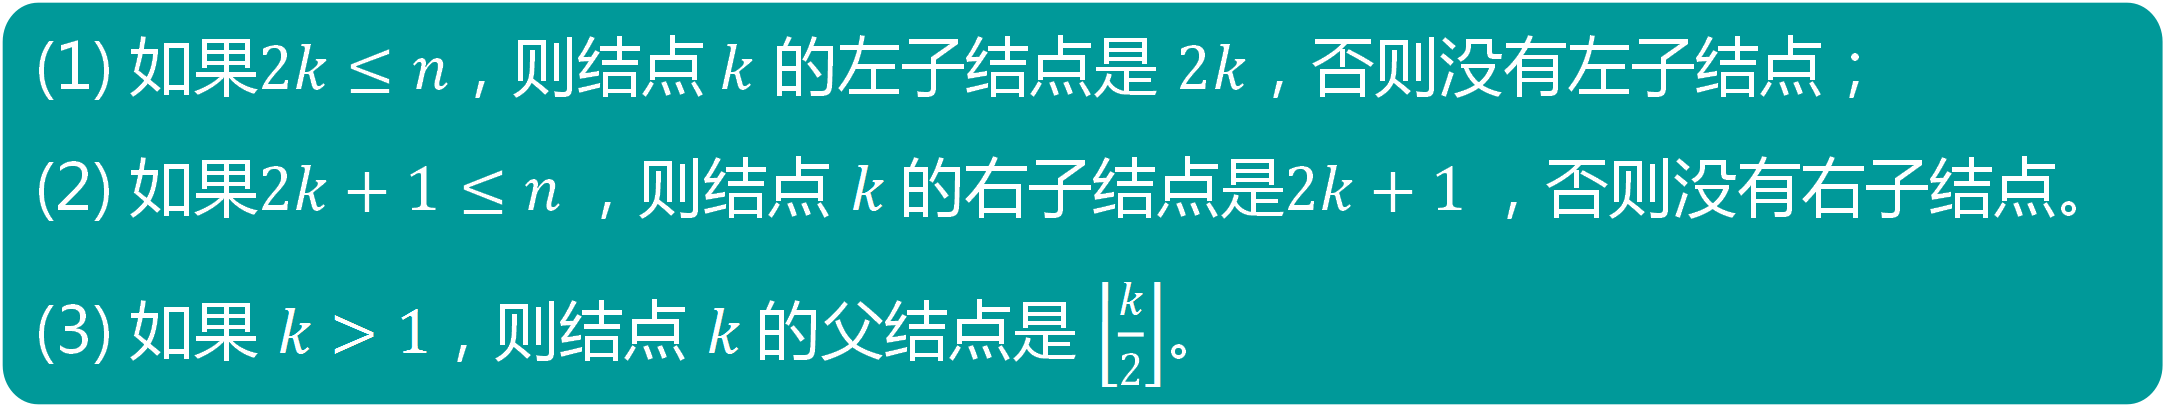 (1) 如果2k ≤ n，则结点 k 的左子结点是 2k，否则没有左子结点；
(2) 如果2k + 1 ≤ n ，则结点 k 的右子结点是2k + 1 ，否则没有右子结点。
(3) 如果 k > 1，则结点 k 的父结点是 ⌊k/2⌋。